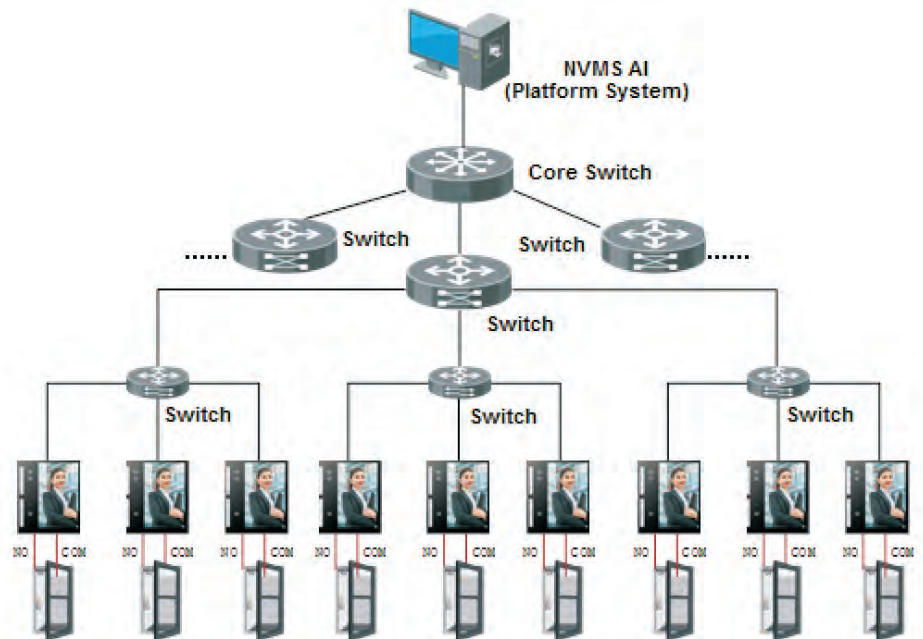 NVMS AI
(Platform System)
Core Switch
Switch
Switch
......
......
Switch
Switch
Switch
Switch
NO COM NO COM NO COM NO COM NO COM NO COM NO COM NO COM NO COM